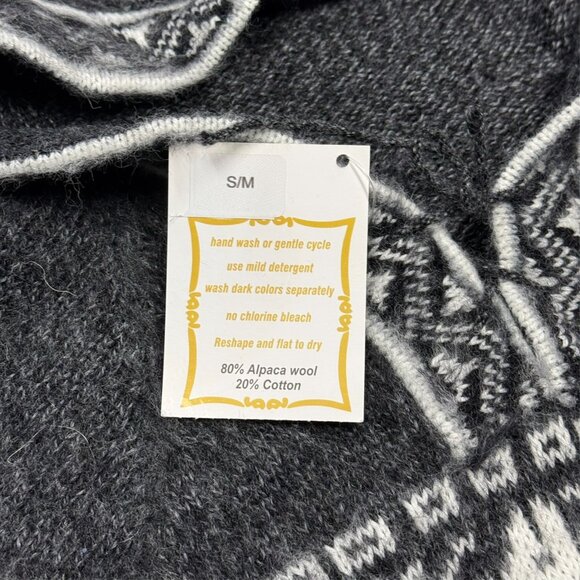 S/M
hand wash or gentle cycle
use mild detergent
wash dark colors separately
no chlorine bleach
Reshape and flat to dry
80% Alpaca wool
20% Cotton